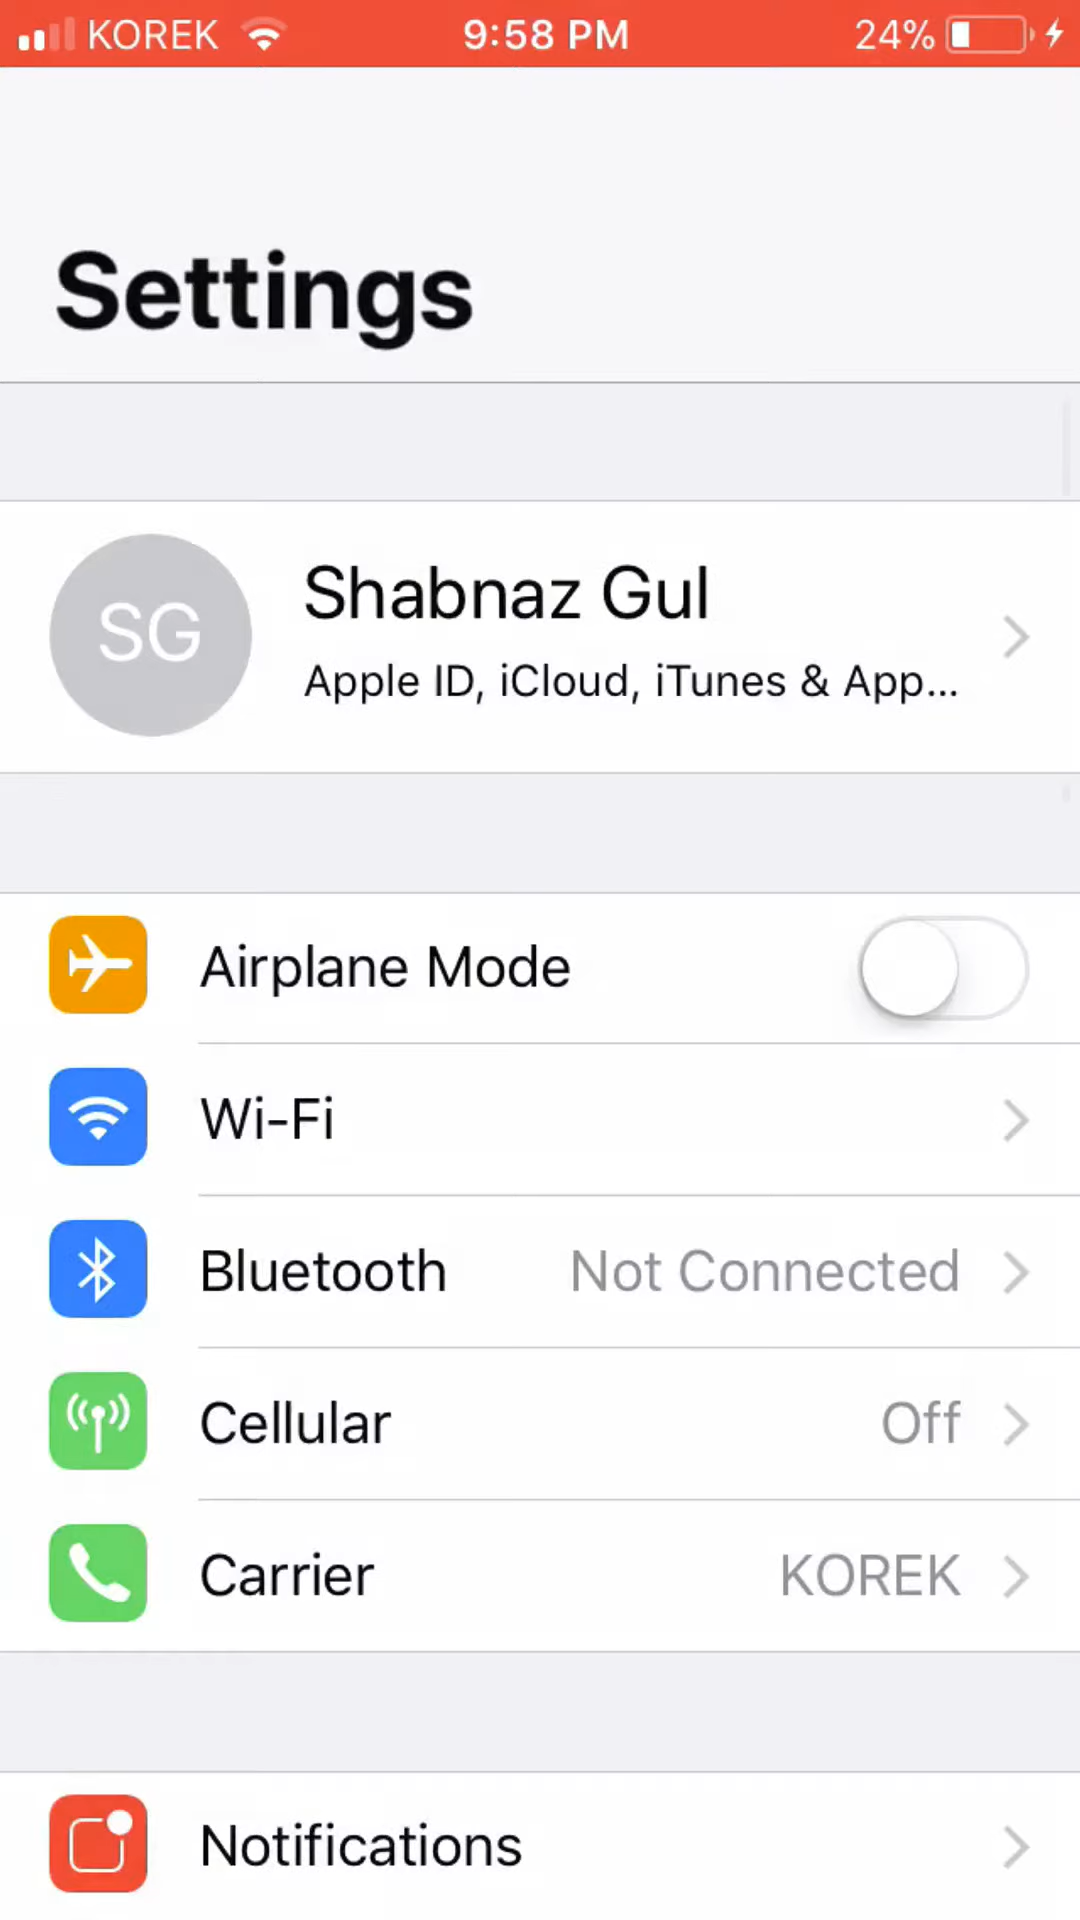 KOREK 9:58 PM 24%
Settings
SG
Shabnaz Gul
Apple ID, iCloud, iTunes & App...
Airplane Mode
Wi-Fi
Bluetooth Not Connected
Cellular Off
Carrier KOREK
Notifications